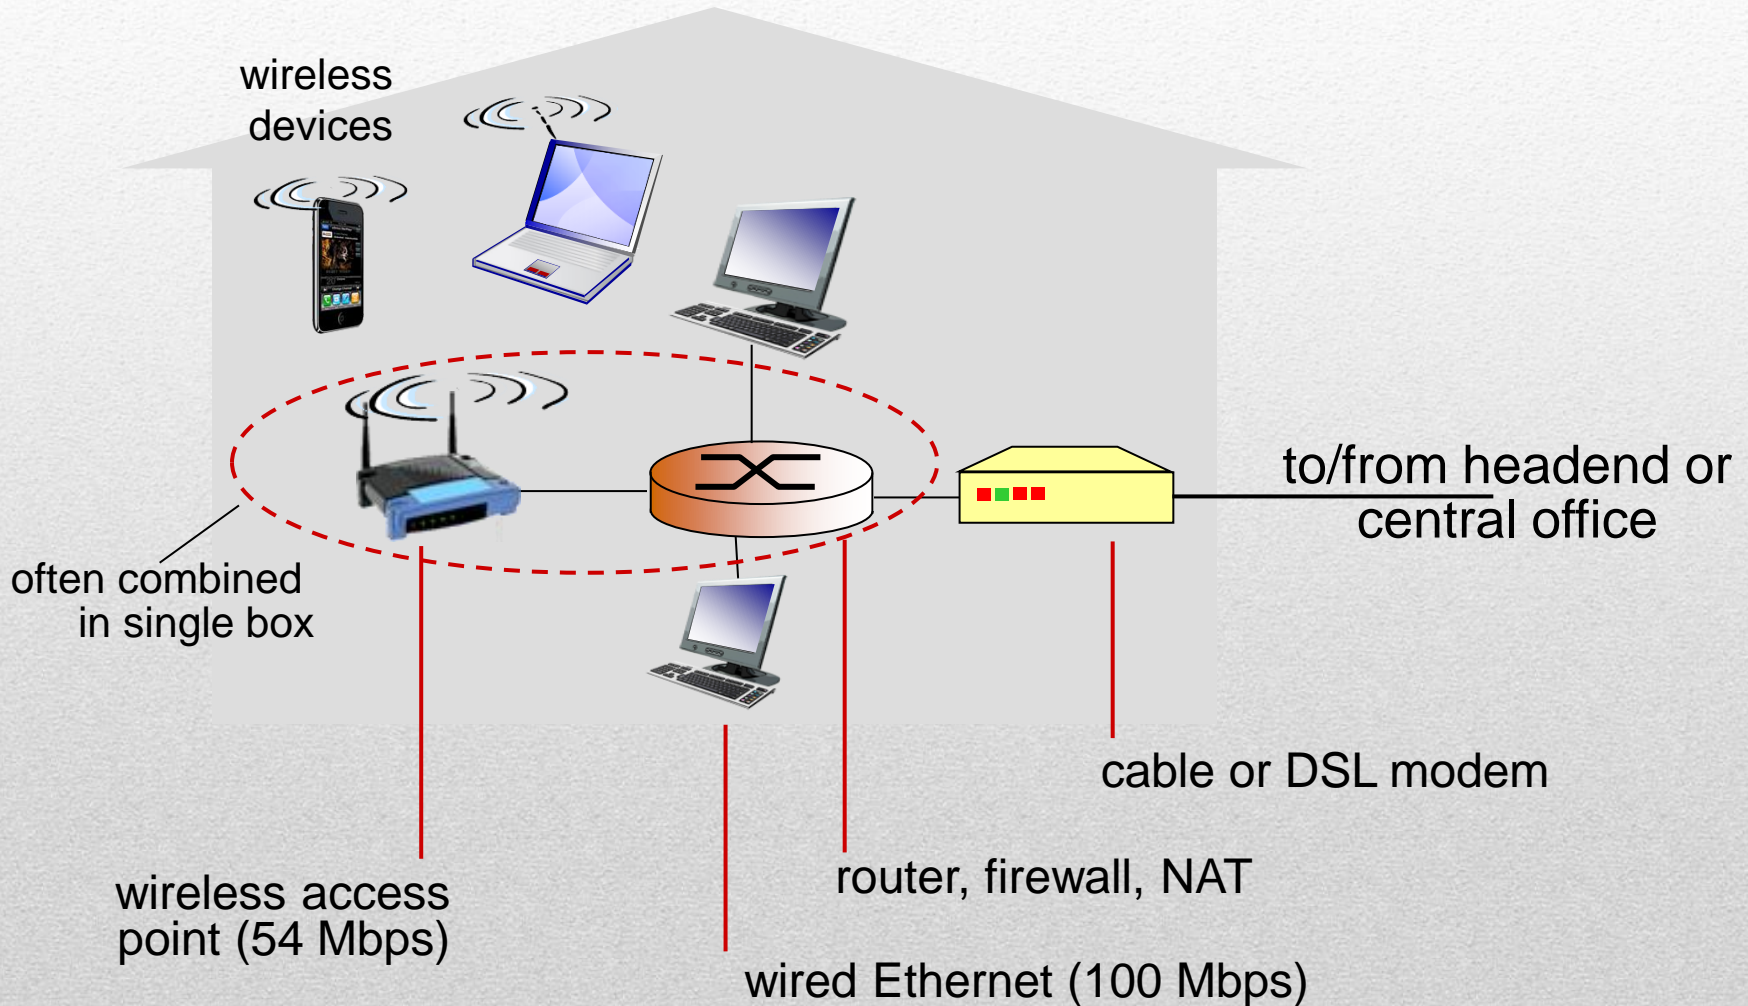 wireless
devices
to/from headend or
central office
often combined
in single box
cable or DSL modem
router, firewall, NAT
wireless access
point (54 Mbps)
wired Ethernet (100 Mbps)